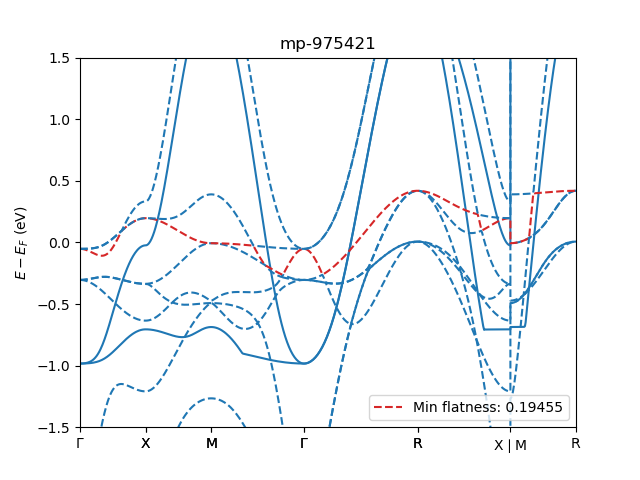 mp-975421
1.5
1.0
0.5
0.0
−0.5
−1.0
−1.5
E − E_F (eV)
Min flatness: 0.19455
Γ X M Γ R X | M R